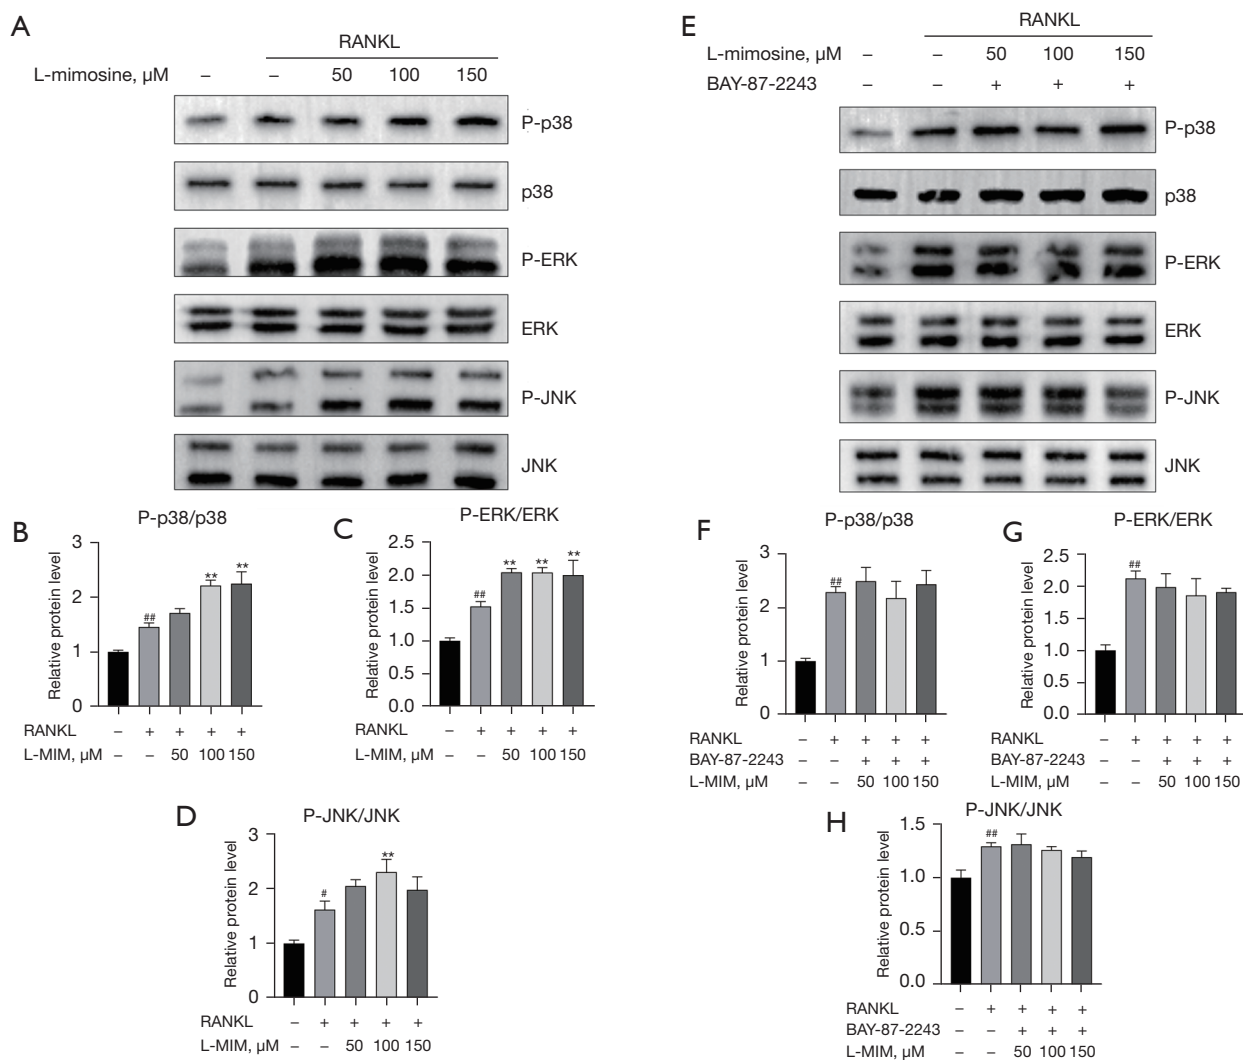 A
RANKL
L-mimosine, μM – – 50 100 150
P-p38
p38
P-ERK
ERK
P-JNK
JNK
B
P-p38/p38
Relative protein level
3
2
1
0
##
**
**
RANKL – + + + +
L-MIM, μM – – 50 100 150
C
P-ERK/ERK
Relative protein level
2.5
2.0
1.5
1.0
0.5
0.0
##
**
**
**
RANKL – + + + +
L-MIM, μM – – 50 100 150
D
P-JNK/JNK
Relative protein level
3
2
1
0
#
**
RANKL – + + + +
L-MIM, μM – – 50 100 150
E
RANKL
L-mimosine, μM – – 50 100 150
BAY-87-2243 – – + + +
P-p38
p38
P-ERK
ERK
P-JNK
JNK
F
P-p38/p38
Relative protein level
3
2
1
0
##
RANKL – + + + +
BAY-87-2243 – – + + +
L-MIM, μM – – 50 100 150
G
P-ERK/ERK
Relative protein level
2.5
2.0
1.5
1.0
0.5
0.0
##
RANKL – + + + +
BAY-87-2243 – – + + +
L-MIM, μM – – 50 100 150
H
P-JNK/JNK
Relative protein level
1.5
1.0
0.5
0.0
##
RANKL – + + + +
BAY-87-2243 – – + + +
L-MIM, μM – – 50 100 150